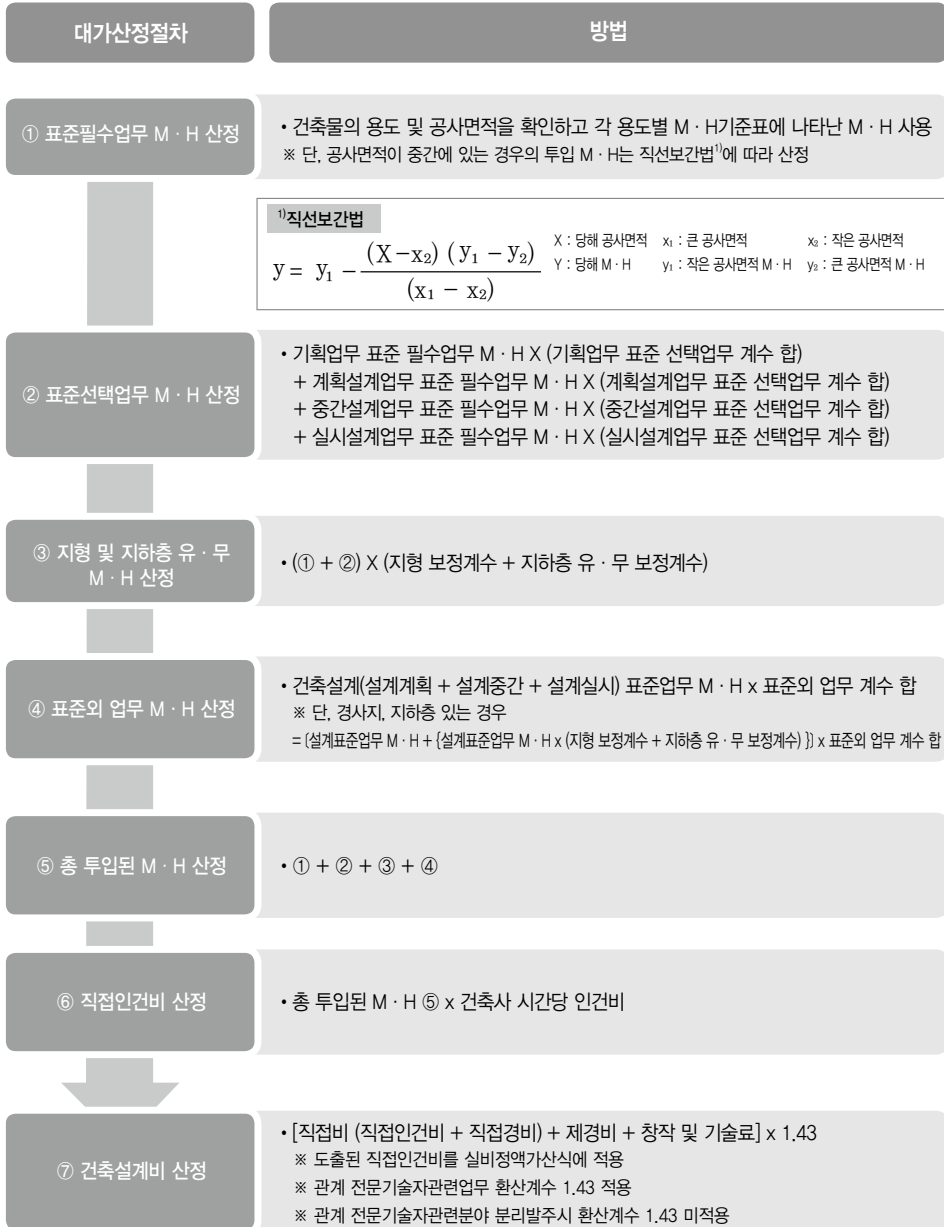 대가산정절차
방법
① 표준필수업무 M · H 산정
• 건축물의 용도 및 공사면적을 확인하고 각 용도별 M · H기준표에 나타난 M · H 사용
※ 단, 공사면적이 중간에 있는 경우의 투입 M · H는 직선보간법¹⁾에 따라 산정
¹⁾직선보간법
y = y₁ − (X−x₂) (y₁ − y₂) / (x₁ − x₂)
X : 당해 공사면적 x₁ : 큰 공사면적 x₂ : 작은 공사면적
Y : 당해 M · H y₁ : 작은 공사면적 M · H y₂ : 큰 공사면적 M · H
② 표준선택업무 M · H 산정
• 기획업무 표준 필수업무 M · H X (기획업무 표준 선택업무 계수 합)
+ 계획설계업무 표준 필수업무 M · H X (계획설계업무 표준 선택업무 계수 합)
+ 중간설계업무 표준 필수업무 M · H X (중간설계업무 표준 선택업무 계수 합)
+ 실시설계업무 표준 필수업무 M · H X (실시설계업무 표준 선택업무 계수 합)
③ 지형 및 지하층 유 · 무
M · H 산정
• (① + ②) X (지형 보정계수 + 지하층 유 · 무 보정계수)
④ 표준외 업무 M · H 산정
• 건축설계(설계계획 + 설계중간 + 설계실시) 표준업무 M · H x 표준외 업무 계수 합
※ 단, 경사지, 지하층 있는 경우
= [설계표준업무 M · H + {설계표준업무 M · H x (지형 보정계수 + 지하층 유 · 무 보정계수) }] x 표준외 업무 계수 합
⑤ 총 투입된 M · H 산정
• ① + ② + ③ + ④
⑥ 직접인건비 산정
• 총 투입된 M · H ⑤ x 건축사 시간당 인건비
⑦ 건축설계비 산정
• [직접비 (직접인건비 + 직접경비) + 제경비 + 창작 및 기술료] x 1.43
※ 도출된 직접인건비를 실비정액가산식에 적용
※ 관계 전문기술자관련업무 환산계수 1.43 적용
※ 관계 전문기술자관련분야 분리발주시 환산계수 1.43 미적용